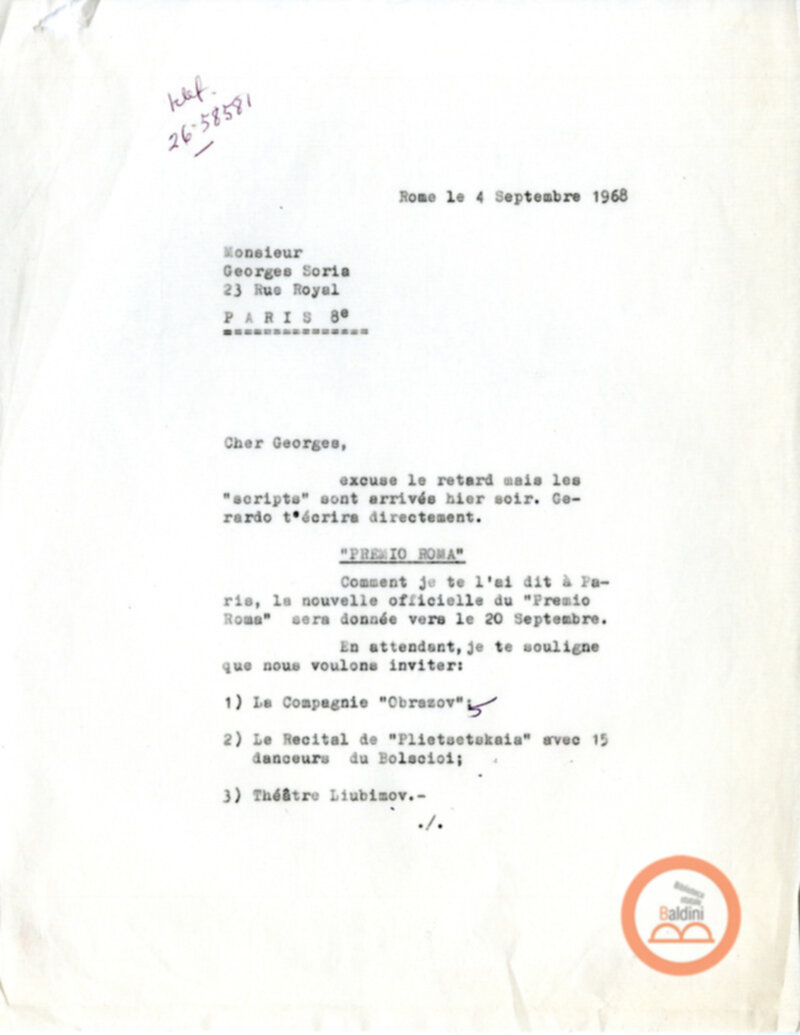 telef.
26-58581
Rome le 4 Septembre 1968
Monsieur
Georges Soria
23 Rue Royal
PARIS 8e
================
Cher Georges,
excuse le retard mais les
"scripts" sont arrivés hier soir. Ge-
rardo t'écrira directement.
"PREMIO ROMA"
Comment je te l'ai dit à Pa-
ris, la nouvelle officielle du "Premio
Roma" sera donnée vers le 20 Septembre.
En attendant, je te souligne
que nous voulons inviter:
1) La Compagnie "Obrazov";
2) Le Recital de "Plietsetskaia" avec 15
danceurs du Bolscioi;
3) Théâtre Liubimov.-
./.
Biblioteca
statale
Baldini